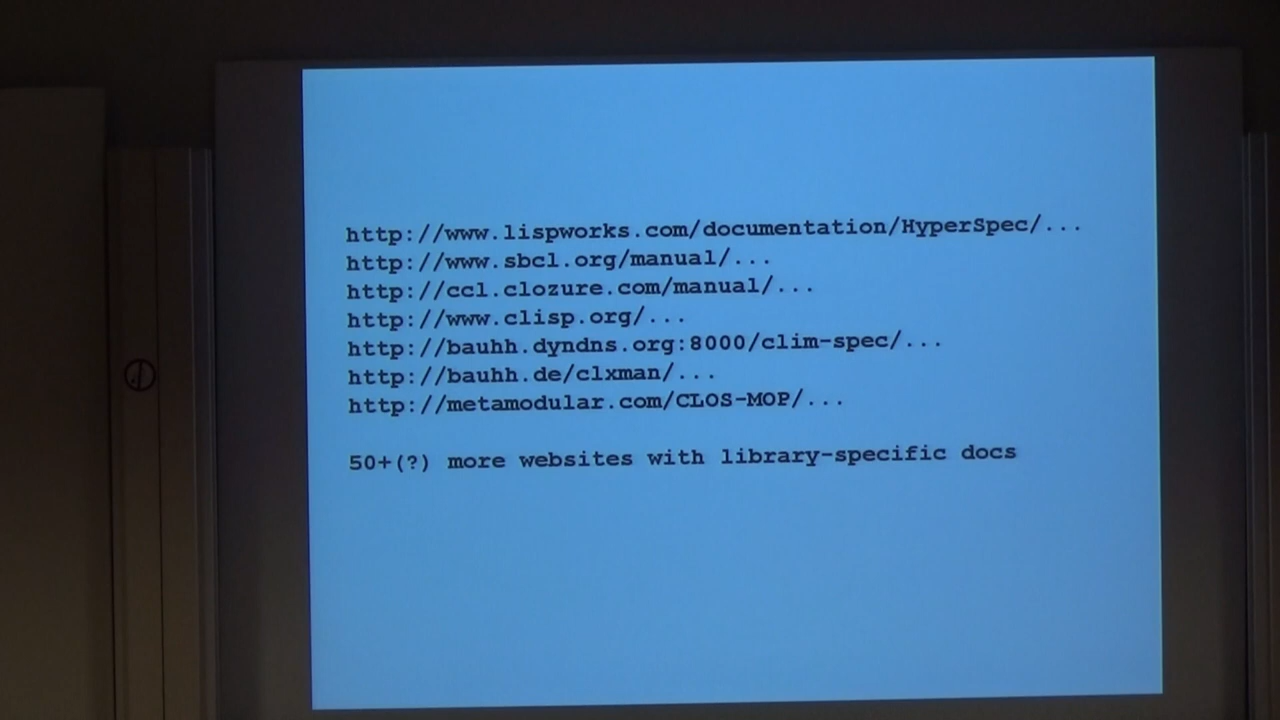 http://www.lispworks.com/documentation/HyperSpec/...
http://www.sbcl.org/manual/...
http://ccl.clozure.com/manual/...
http://www.clisp.org/...
http://bauhh.dyndns.org:8000/clim-spec/...
http://bauhh.de/clxman/...
http://metamodular.com/CLOS-MOP/...
50+(?) more websites with library-specific docs